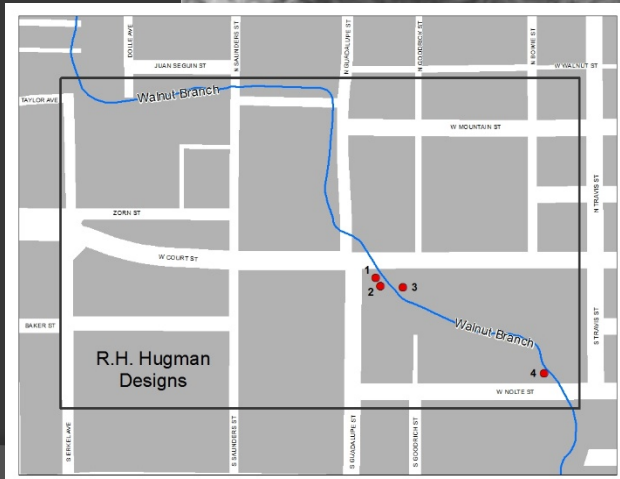 DOLLE AVE
N SAUNDERS ST
N GUADALUPE ST
N GOODRICH ST
N BOWIE ST
JUAN SEGUIN ST
W WALNUT ST
TAYLOR AVE
Walnut Branch
W MOUNTAIN ST
N TRAVIS ST
ZORN ST
W COURT ST
1
2
3
BAKER ST
Walnut Branch
S TRAVIS ST
R.H. Hugman
Designs
4
W NOLTE ST
S ERKEL AVE
S SAUNDERS ST
S GUADALUPE ST
S GOODRICH ST